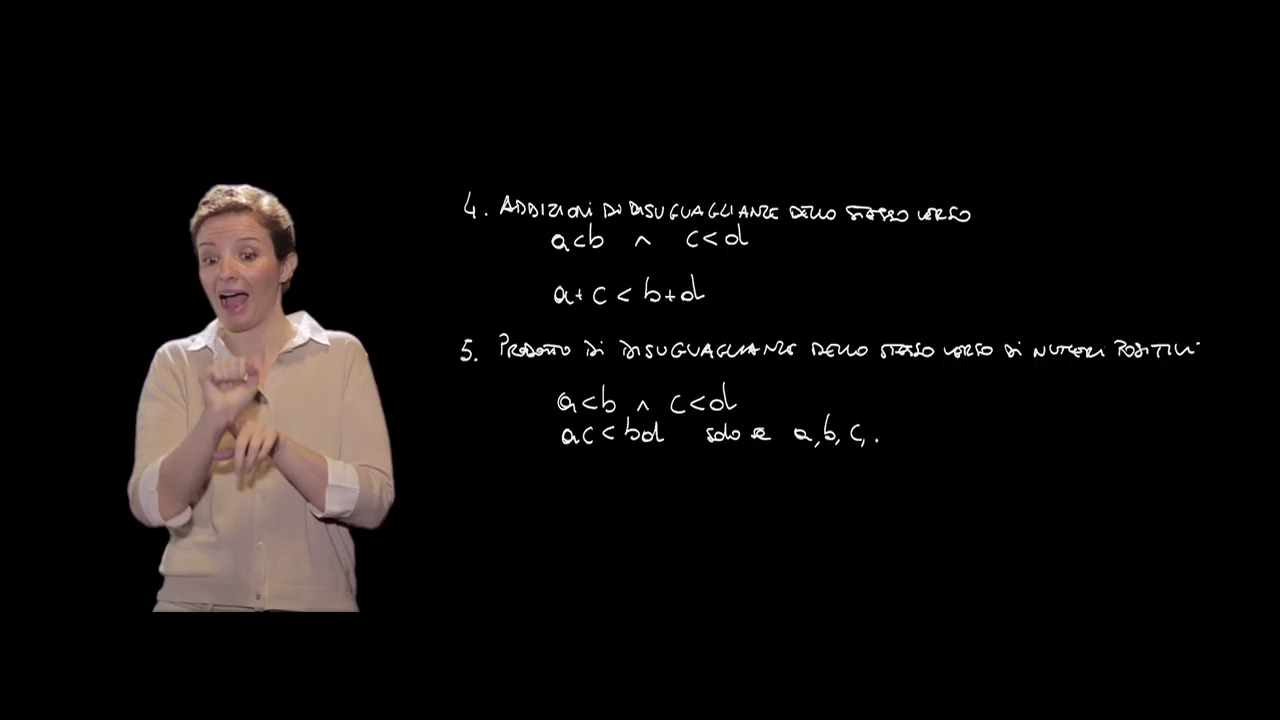 4. ADDIZIONI DI DISUGUAGLIANZE DELLO STESSO VERSO
a<b ∧ c<d
a+c < b+d
5. PRODOTTO DI DISUGUAGLIANZE DELLO STESSO VERSO DI NUMERI POSITIVI
a<b ∧ c<d
ac<bd solo se a,b,c,.